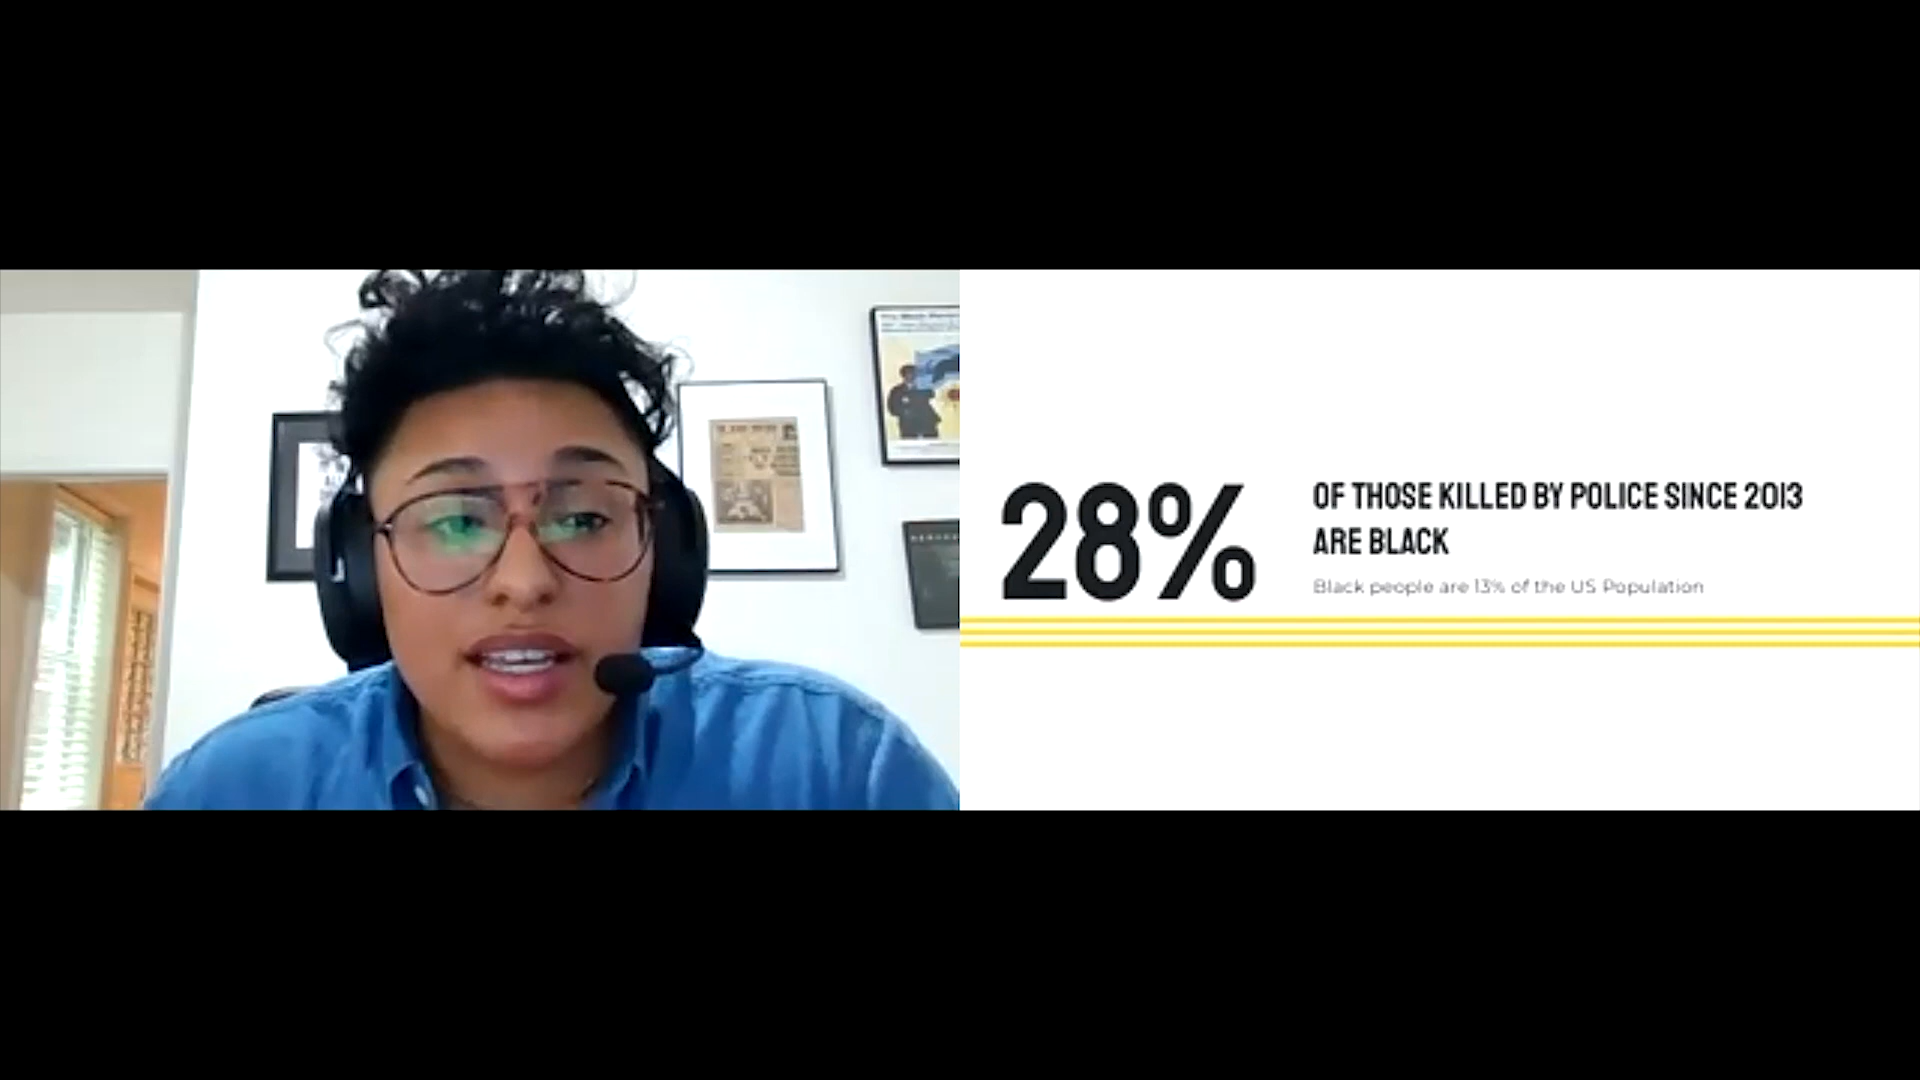 28%
OF THOSE KILLED BY POLICE SINCE 2013
ARE BLACK
Black people are 13% of the US Population